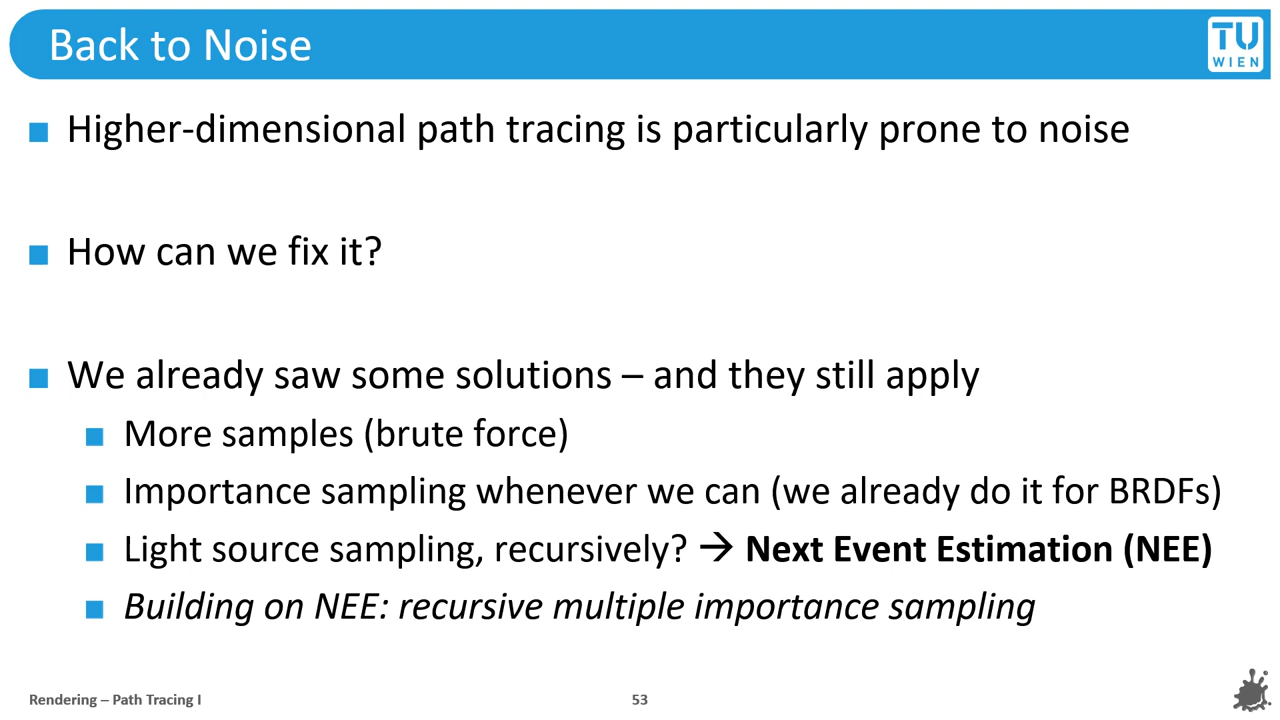 Back to Noise
TU
WIEN
Higher-dimensional path tracing is particularly prone to noise
How can we fix it?
We already saw some solutions – and they still apply
More samples (brute force)
Importance sampling whenever we can (we already do it for BRDFs)
Light source sampling, recursively? → Next Event Estimation (NEE)
Building on NEE: recursive multiple importance sampling
Rendering – Path Tracing I
53